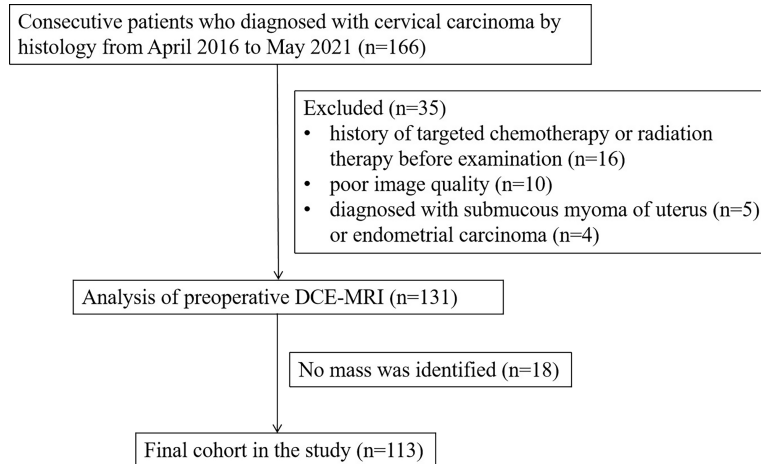 Consecutive patients who diagnosed with cervical carcinoma by
histology from April 2016 to May 2021 (n=166)
Excluded (n=35)
• history of targeted chemotherapy or radiation
therapy before examination (n=16)
• poor image quality (n=10)
• diagnosed with submucous myoma of uterus (n=5)
or endometrial carcinoma (n=4)
Analysis of preoperative DCE-MRI (n=131)
No mass was identified (n=18)
Final cohort in the study (n=113)